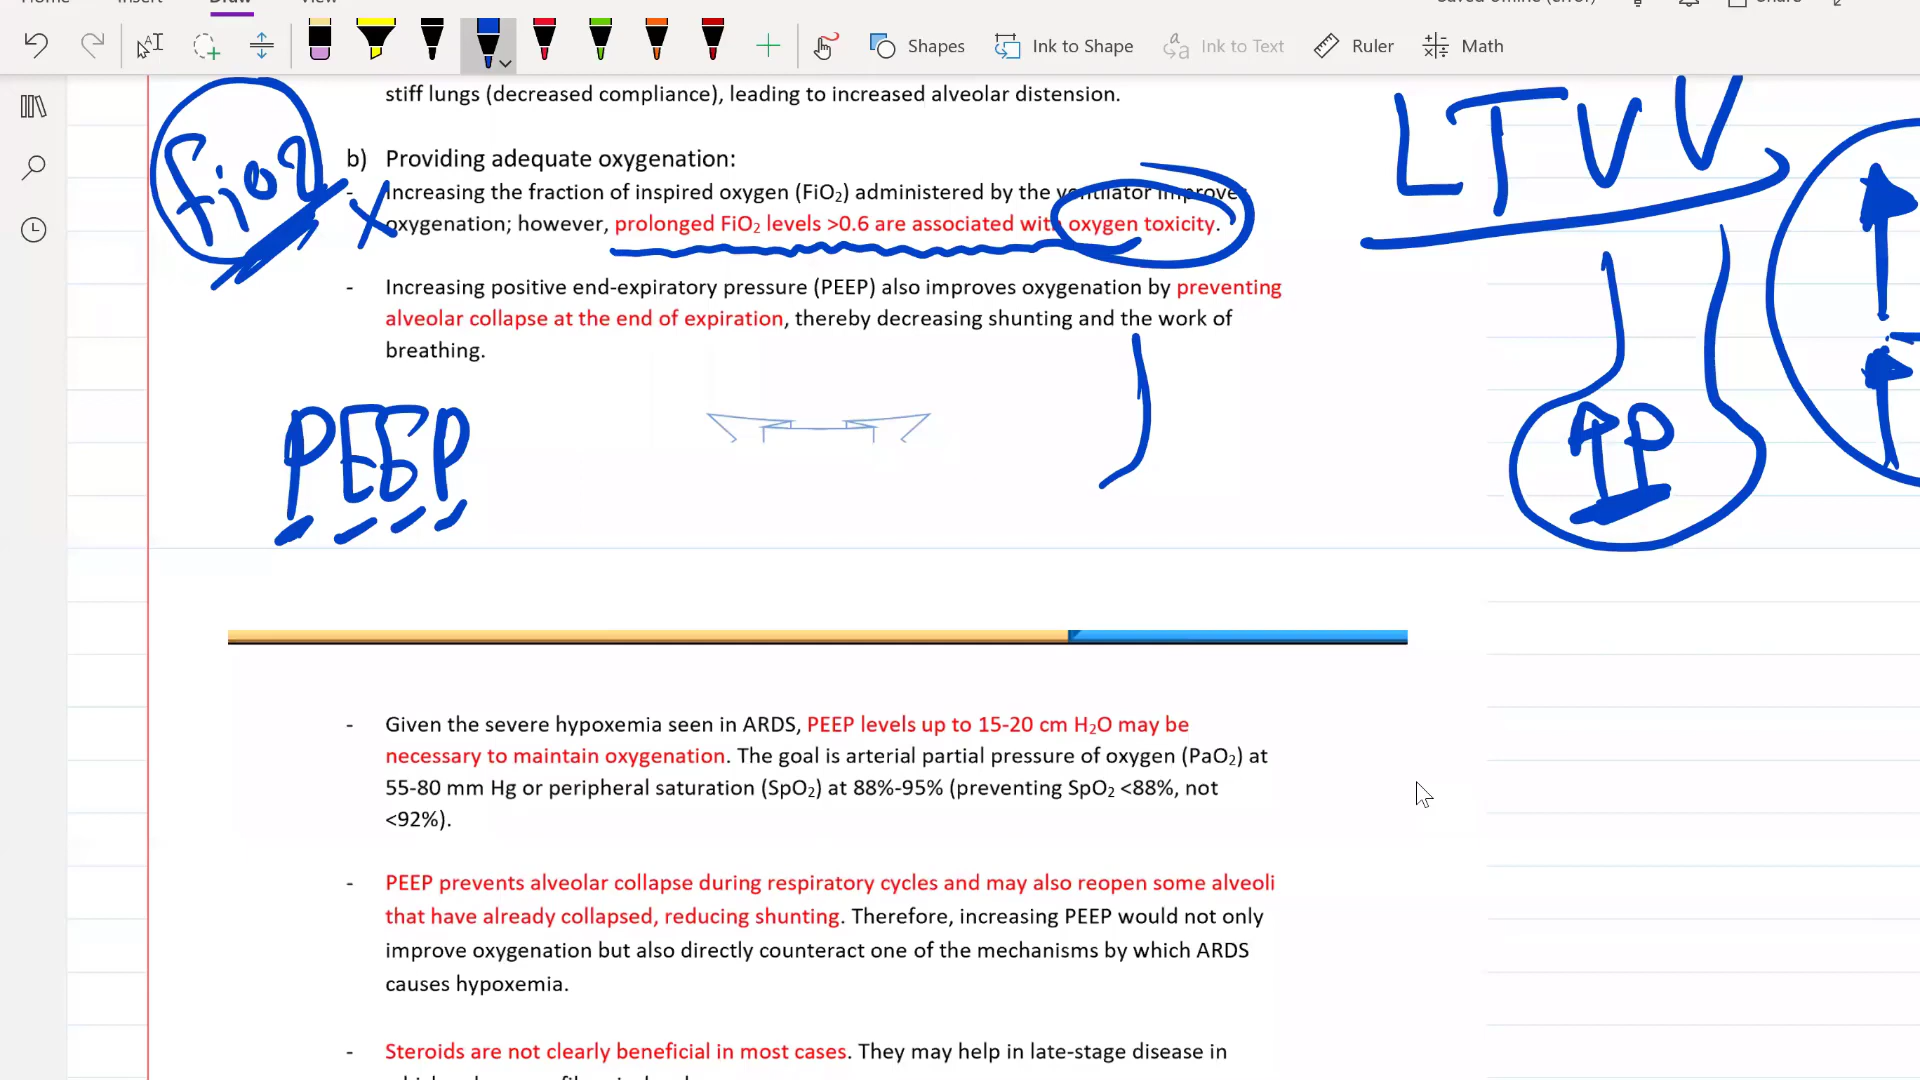 Draw
Shapes
Ink to Shape
Ink to Text
Ruler
Math
stiff lungs (decreased compliance), leading to increased alveolar distension.
LTVV
FiO2
b) Providing adequate oxygenation:
- Increasing the fraction of inspired oxygen (FiO₂) administered by the ventilator improves
oxygenation; however, prolonged FiO₂ levels >0.6 are associated with oxygen toxicity.
- Increasing positive end-expiratory pressure (PEEP) also improves oxygenation by preventing
alveolar collapse at the end of expiration, thereby decreasing shunting and the work of
breathing.
PEEP
↑P
- Given the severe hypoxemia seen in ARDS, PEEP levels up to 15-20 cm H₂O may be
necessary to maintain oxygenation. The goal is arterial partial pressure of oxygen (PaO₂) at
55-80 mm Hg or peripheral saturation (SpO₂) at 88%-95% (preventing SpO₂ <88%, not
<92%).
- PEEP prevents alveolar collapse during respiratory cycles and may also reopen some alveoli
that have already collapsed, reducing shunting. Therefore, increasing PEEP would not only
improve oxygenation but also directly counteract one of the mechanisms by which ARDS
causes hypoxemia.
- Steroids are not clearly beneficial in most cases. They may help in late-stage disease in